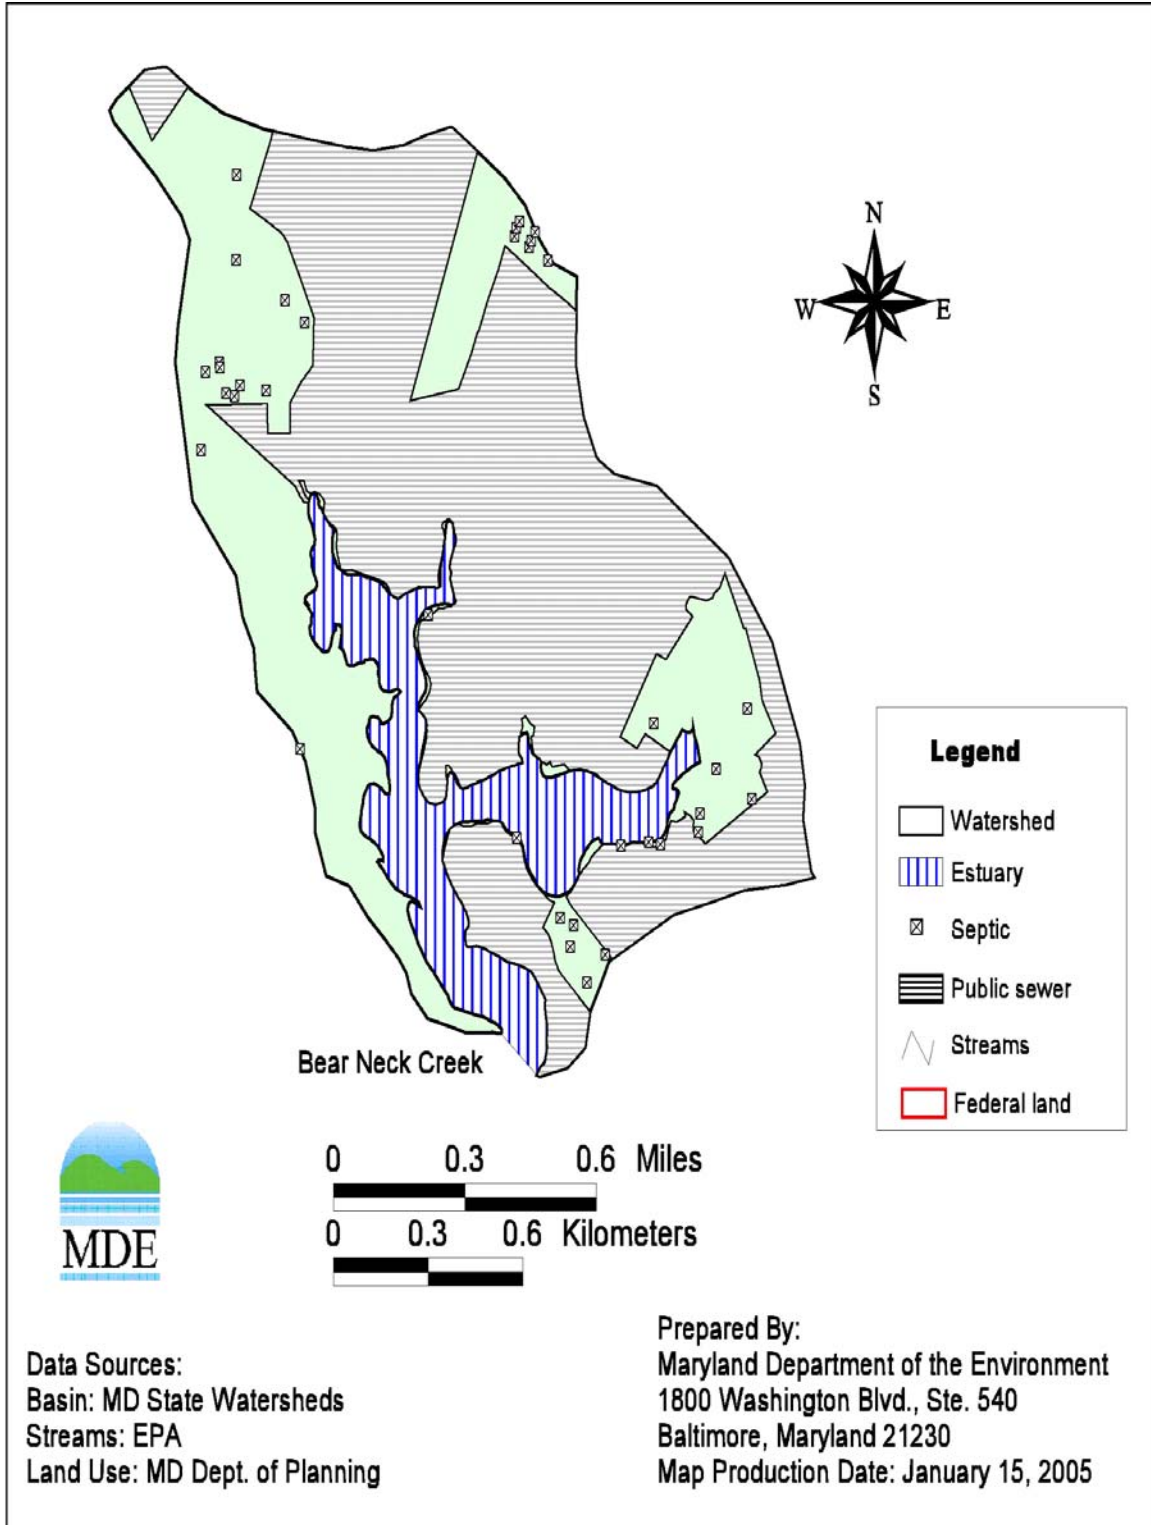 N
W
E
S
Legend
Watershed
Estuary
Septic
Public sewer
Streams
Federal land
Bear Neck Creek
0 0.3 0.6 Miles
0 0.3 0.6 Kilometers
MDE
Data Sources:
Basin: MD State Watersheds
Streams: EPA
Land Use: MD Dept. of Planning
Prepared By:
Maryland Department of the Environment
1800 Washington Blvd., Ste. 540
Baltimore, Maryland 21230
Map Production Date: January 15, 2005